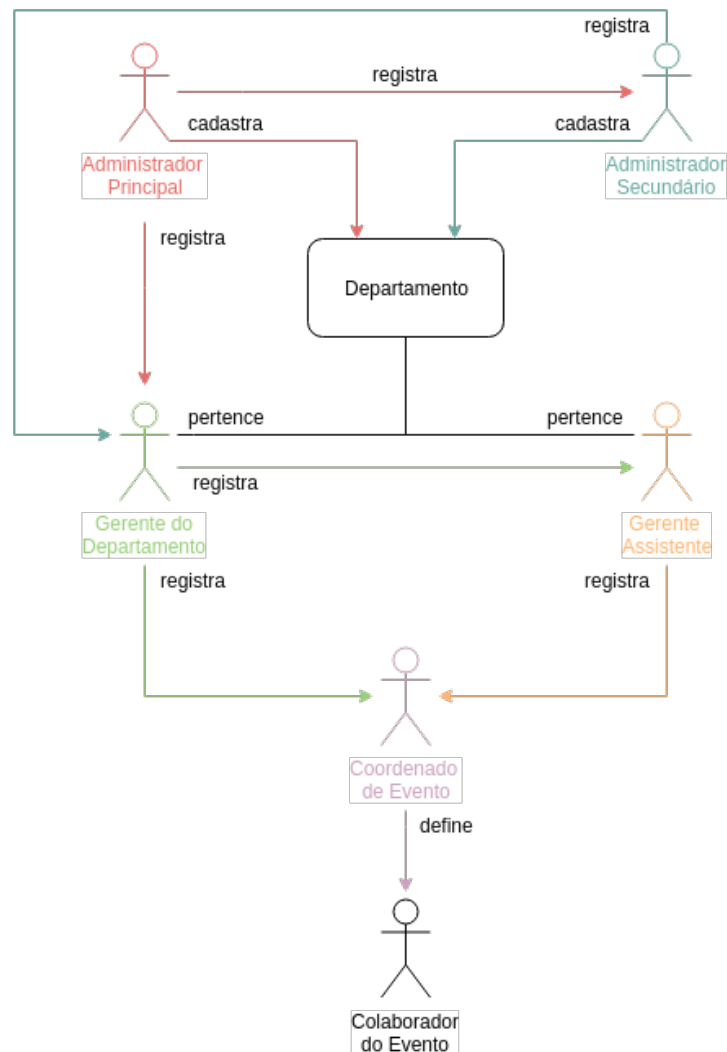 registra
registra
cadastra
cadastra
Administrador
Principal
Administrador
Secundário
registra
Departamento
pertence
pertence
registra
Gerente do
Departamento
Gerente
Assistente
registra
registra
Coordenado
de Evento
define
Colaborador
do Evento